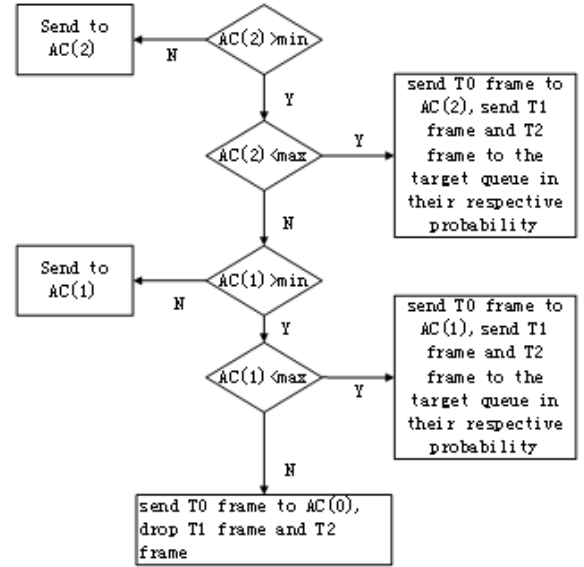 Send to
AC(2)
AC(2)>min
N
Y
AC(2)<max
Y
send T0 frame to
AC(2), send T1
frame and T2
frame to the
target queue in
their respective
probability
N
Send to
AC(1)
AC(1)>min
N
Y
AC(1)<max
Y
send T0 frame to
AC(1), send T1
frame and T2
frame to the
target queue in
their respective
probability
N
send T0 frame to AC(0),
drop T1 frame and T2
frame